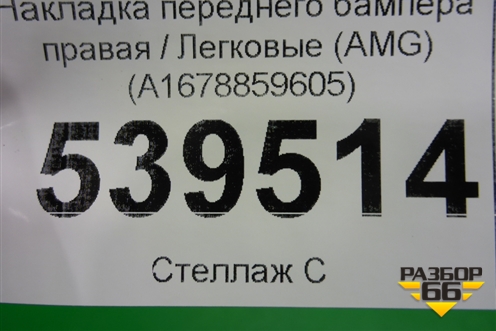 Накладка переднего бампера
правая / Легковые (AMG)
(A1678859605)
539514
Стеллаж С
РАЗБОР
66